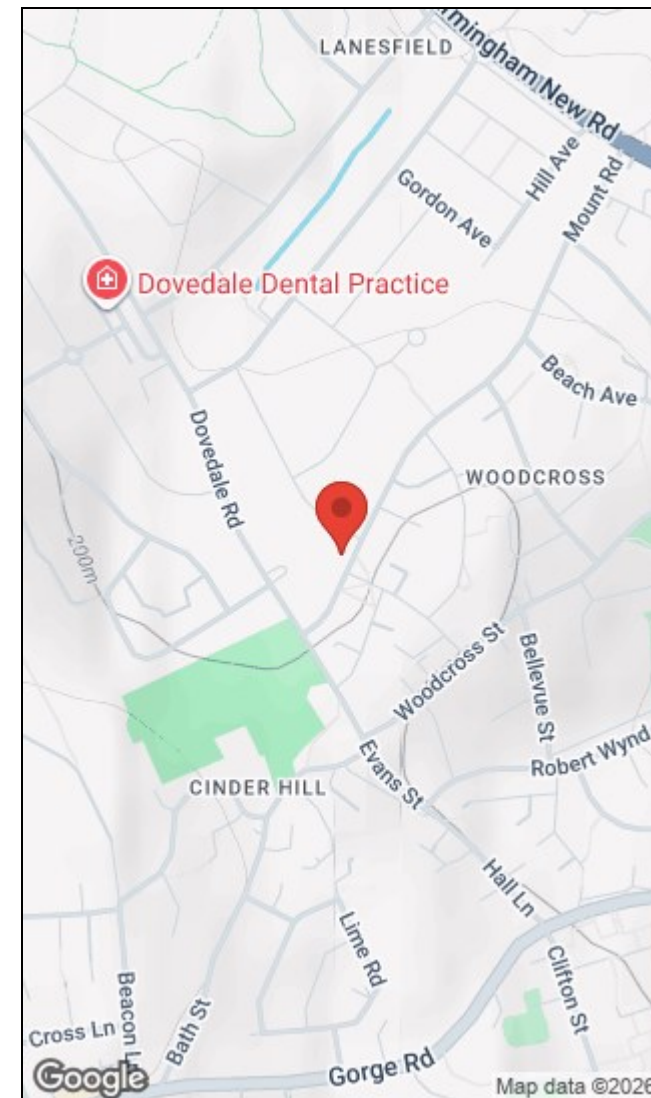 LANESFIELD
rmingham New Rd
Hill Ave
Gordon Ave
Mount Rd
Dovedale Dental Practice
Beach Ave
Dovedale Rd
WOODCROSS
200m
Woodcross St
Bellevue St
Robert Wynd
Evans St
CINDER HILL
Hall Ln
Lime Rd
Clifton St
Beacon Ln
Bath St
Cross Ln
Gorge Rd
Google
Map data ©2026